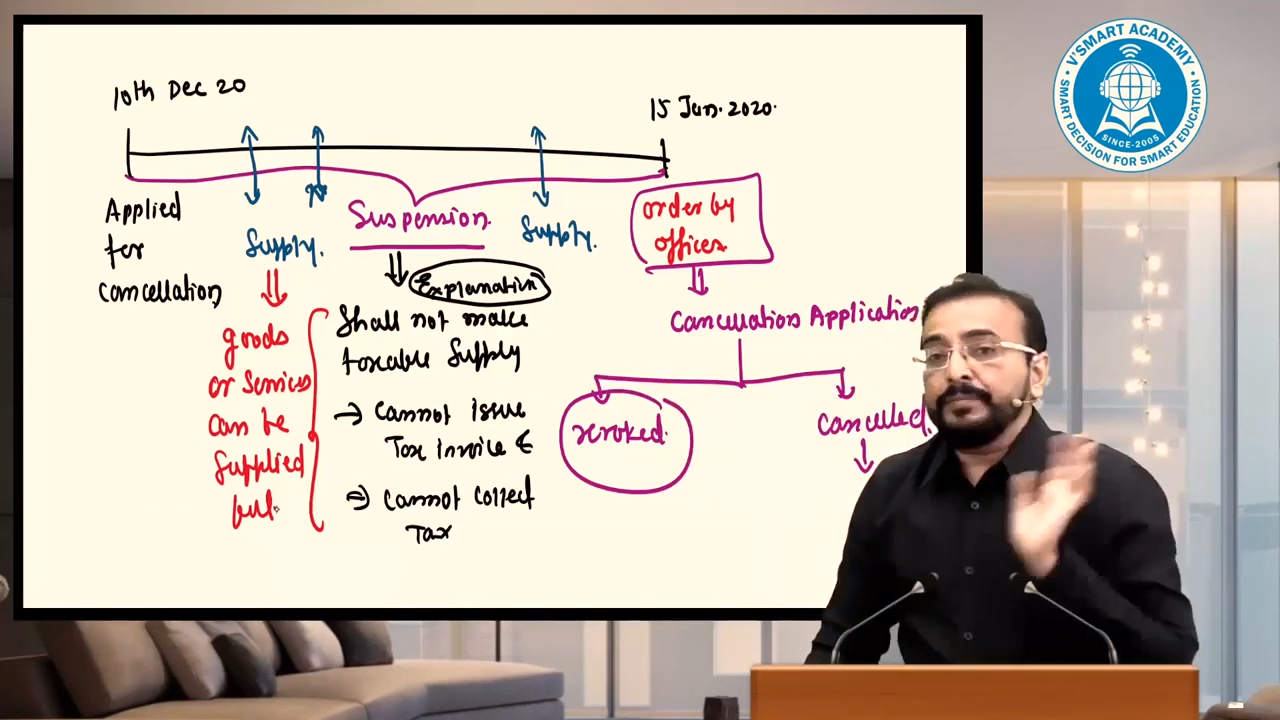 10th Dec 20
15 Jan. 2020.
Applied
for
cancellation
Supply.
Suspension.
Supply.
order by
officer
Explanation
goods
or Services
can be
Supplied
but
Shall not make
taxable Supply
→ Cannot issue
Tax invoice &
⇒ Cannot collect
Tax
Cancellation Application
revoked.
Cancelled.
V'SMART ACADEMY
SINCE-2005
SMART DECISION FOR SMART EDUCATION